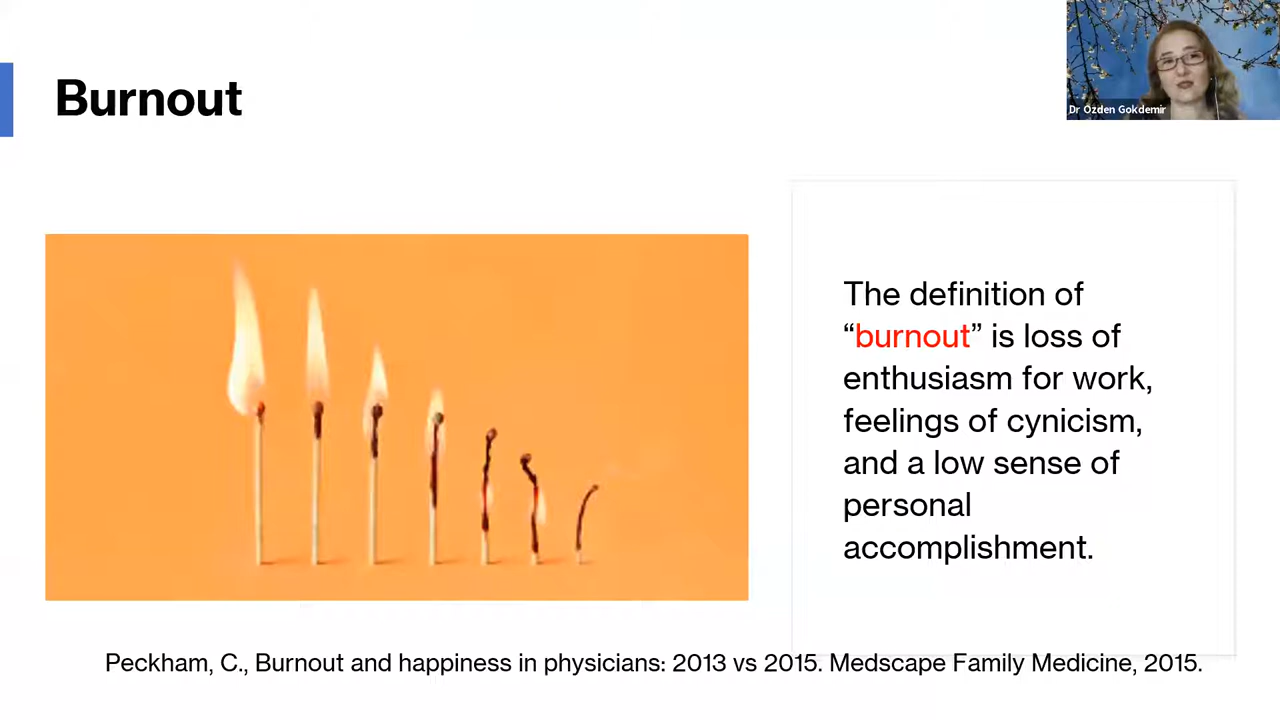 Burnout
Dr Özden Gokdemir
The definition of
“burnout” is loss of
enthusiasm for work,
feelings of cynicism,
and a low sense of
personal
accomplishment.
Peckham, C., Burnout and happiness in physicians: 2013 vs 2015. Medscape Family Medicine, 2015.